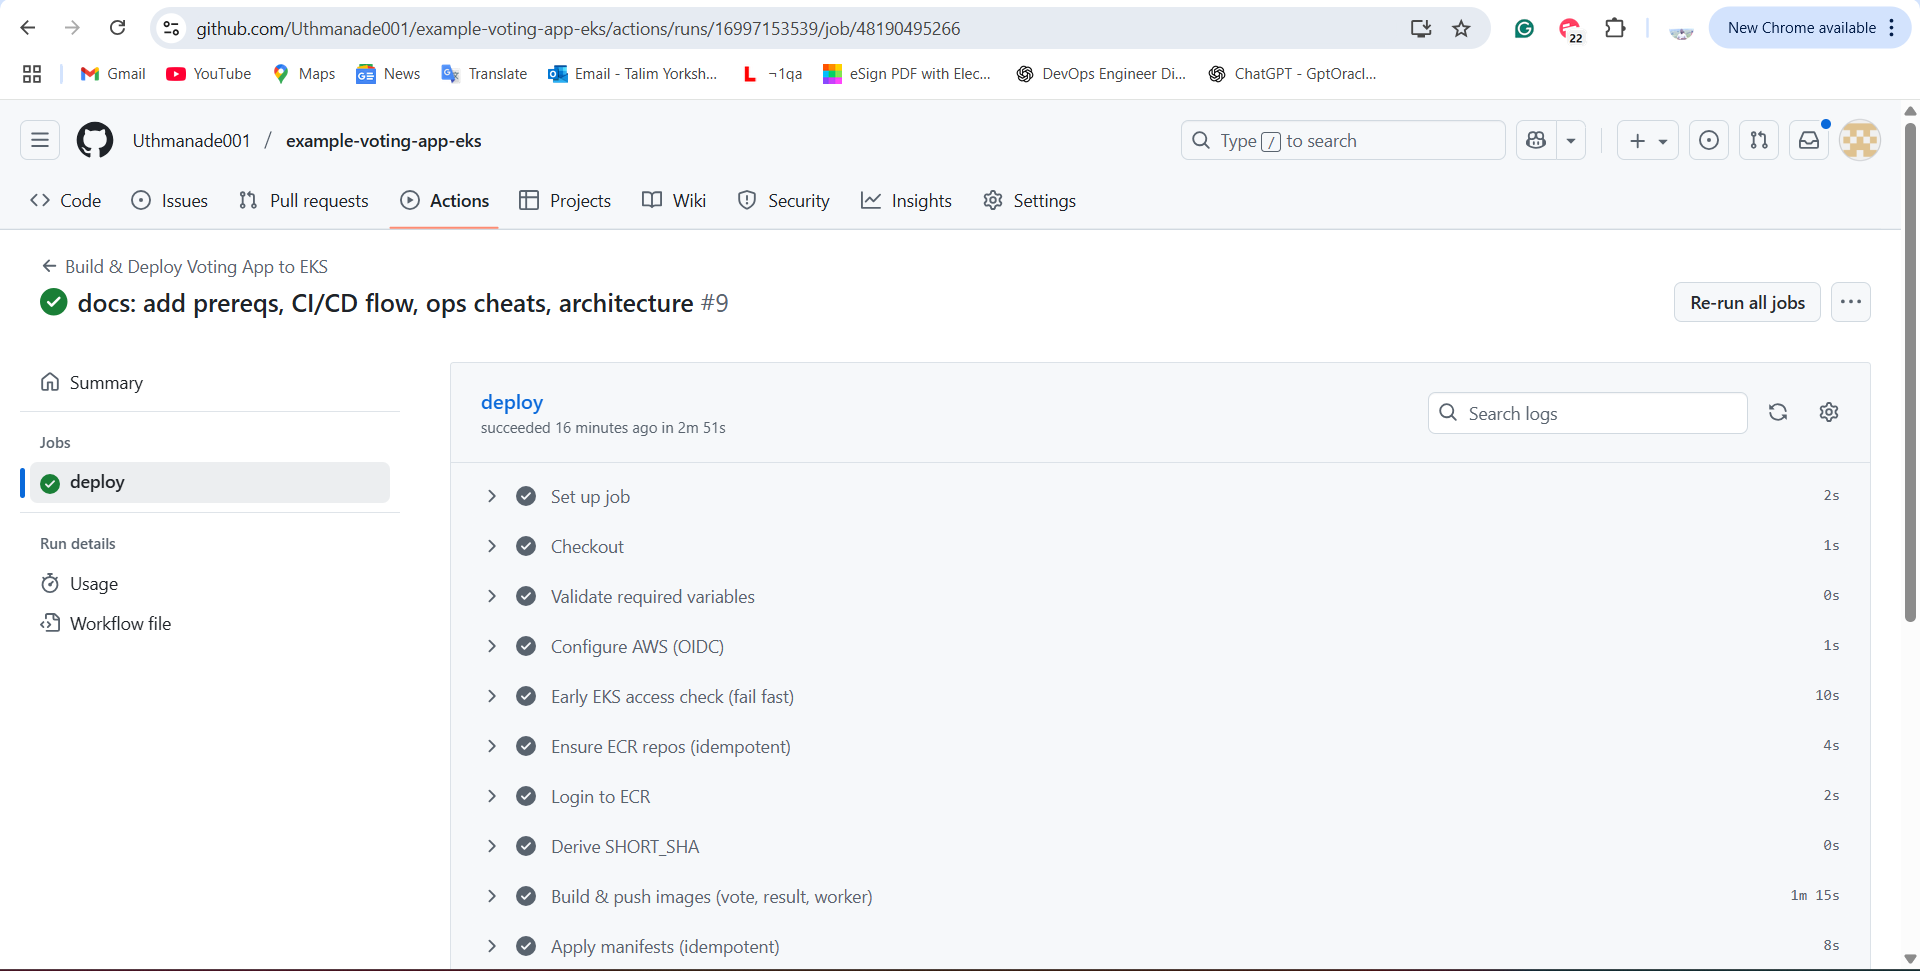 github.com/Uthmanade001/example-voting-app-eks/actions/runs/16997153539/job/48190495266
22
New Chrome available
Gmail
YouTube
Maps
News
Translate
Email - Talim Yorksh...
¬1qa
eSign PDF with Elec...
DevOps Engineer Di...
ChatGPT - GptOracl...
Uthmanade001 / example-voting-app-eks
Type / to search
Code
Issues
Pull requests
Actions
Projects
Wiki
Security
Insights
Settings
Build & Deploy Voting App to EKS
docs: add prereqs, CI/CD flow, ops cheats, architecture #9
Re-run all jobs
Summary
Jobs
deploy
Run details
Usage
Workflow file
deploy
succeeded 16 minutes ago in 2m 51s
Search logs
Set up job 2s
Checkout 1s
Validate required variables 0s
Configure AWS (OIDC) 1s
Early EKS access check (fail fast) 10s
Ensure ECR repos (idempotent) 4s
Login to ECR 2s
Derive SHORT_SHA 0s
Build & push images (vote, result, worker) 1m 15s
Apply manifests (idempotent) 8s